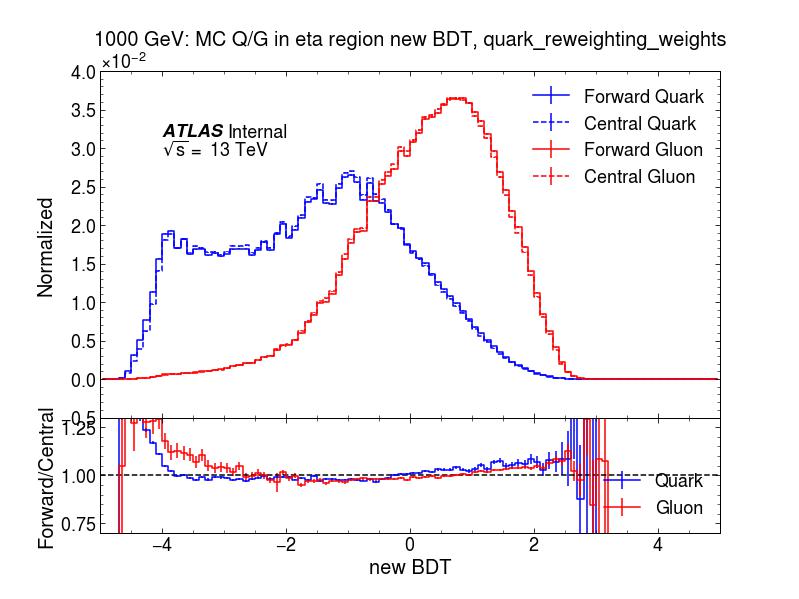 1000 GeV: MC Q/G in eta region new BDT, quark_reweighting_weights
×10⁻²
4.0
3.5
3.0
2.5
2.0
1.5
1.0
0.5
0.0
Normalized
ATLAS Internal
√s = 13 TeV
Forward Quark
Central Quark
Forward Gluon
Central Gluon
0.5
1.25
1.00
0.75
Forward/Central
Quark
Gluon
−4
−2
0
2
4
new BDT